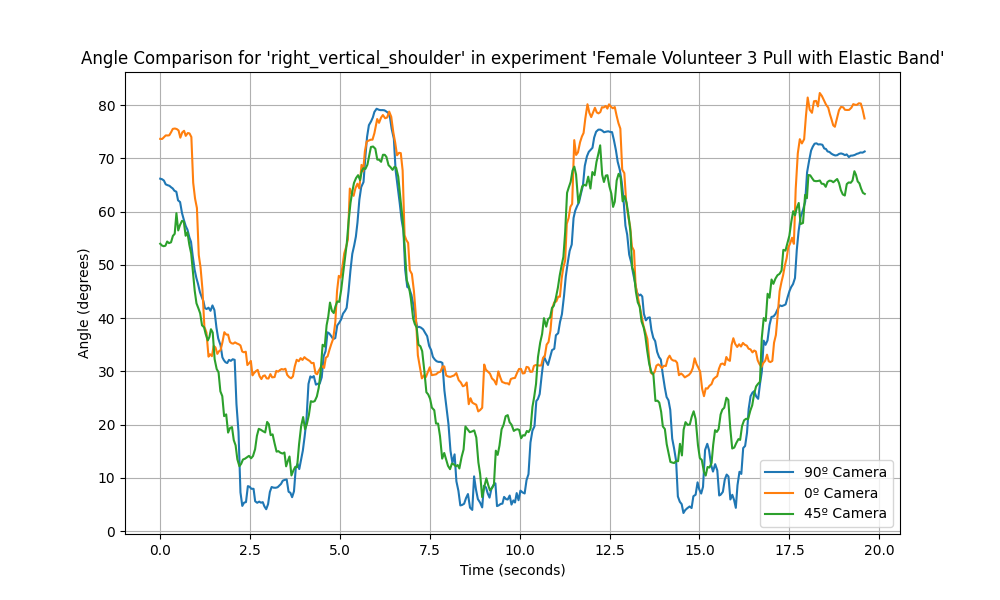 Angle Comparison for 'right_vertical_shoulder' in experiment 'Female Volunteer 3 Pull with Elastic Band'
Angle (degrees)
80
70
60
50
40
30
20
10
0
90º Camera
0º Camera
45º Camera
0.0 2.5 5.0 7.5 10.0 12.5 15.0 17.5 20.0
Time (seconds)